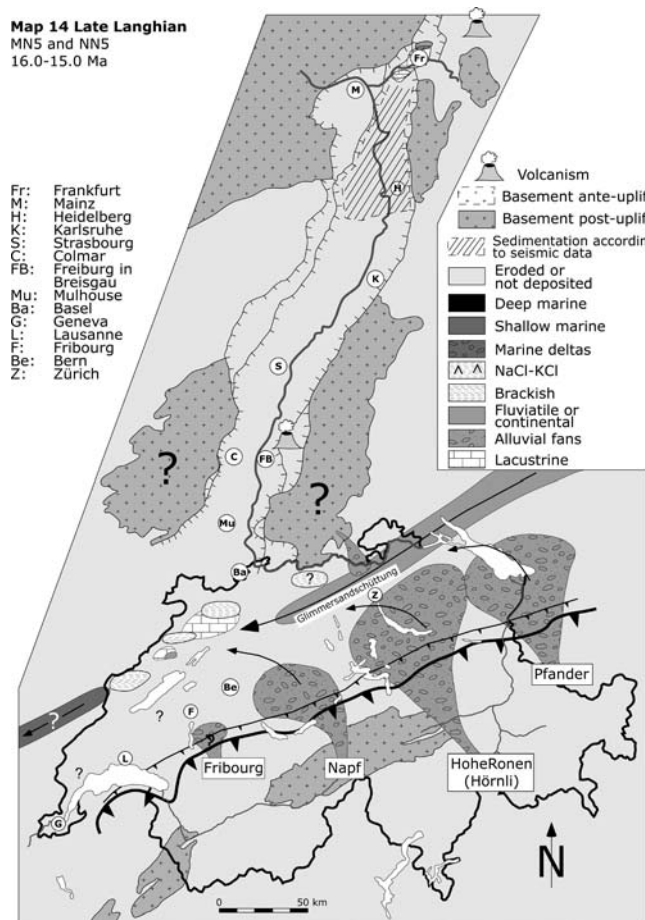 Map 14 Late Langhian
MN5 and NN5
16.0-15.0 Ma
Fr: Frankfurt
M: Mainz
H: Heidelberg
K: Karlsruhe
S: Strasbourg
C: Colmar
FB: Freiburg in
Breisgau
Mu: Mulhouse
Ba: Basel
G: Geneva
L: Lausanne
F: Fribourg
Be: Bern
Z: Zürich
Volcanism
Basement ante-uplif
Basement post-uplif
Sedimentation accordin
to seismic data
Eroded or
not deposited
Deep marine
Shallow marine
Marine deltas
NaCl-KCl
Brackish
Fluviatile or
continental
Alluvial fans
Lacustrine
Fr
M
H
K
S
?
C
FB
?
Mu
Ba
?
Glimmersandschüttung
Z
Be
Pfander
?
?
F
L
?
Fribourg
Napf
HoheRonen
(Hörnli)
G
N
0
50 km